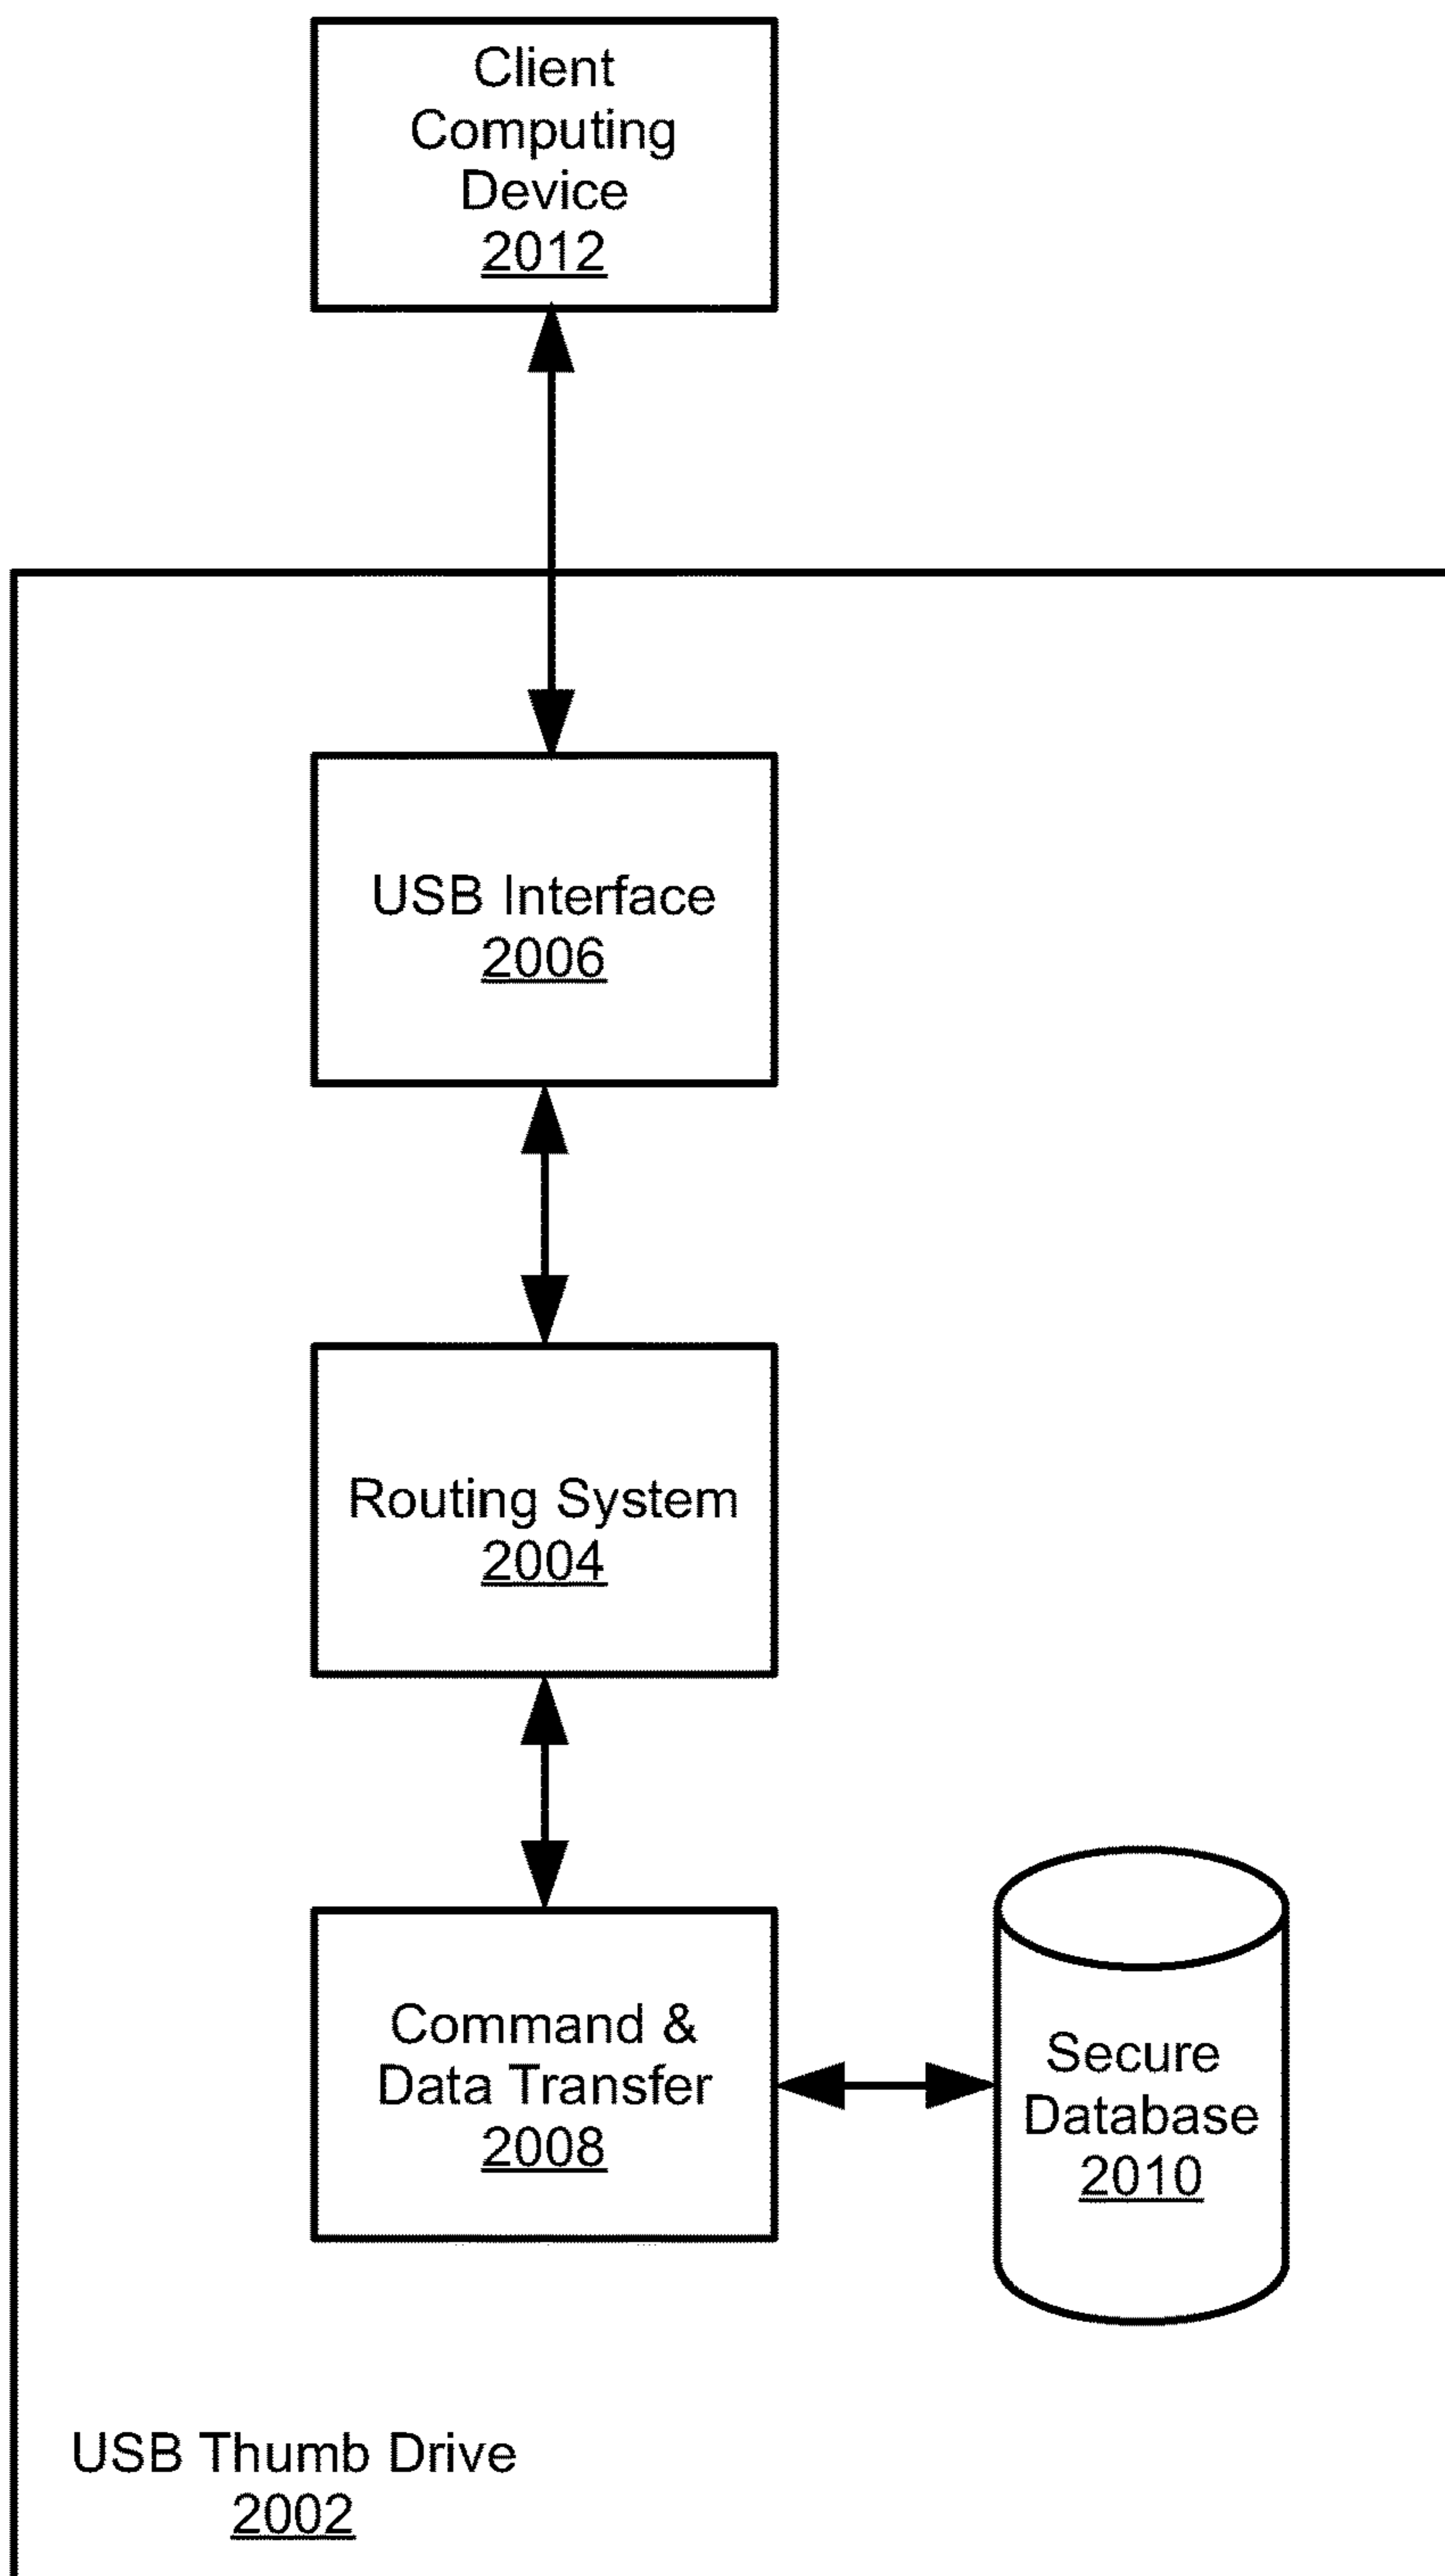 Client
Computing
Device
2012
USB Interface
2006
Routing System
2004
Command &
Data Transfer
2008
Secure
Database
2010
USB Thumb Drive
2002